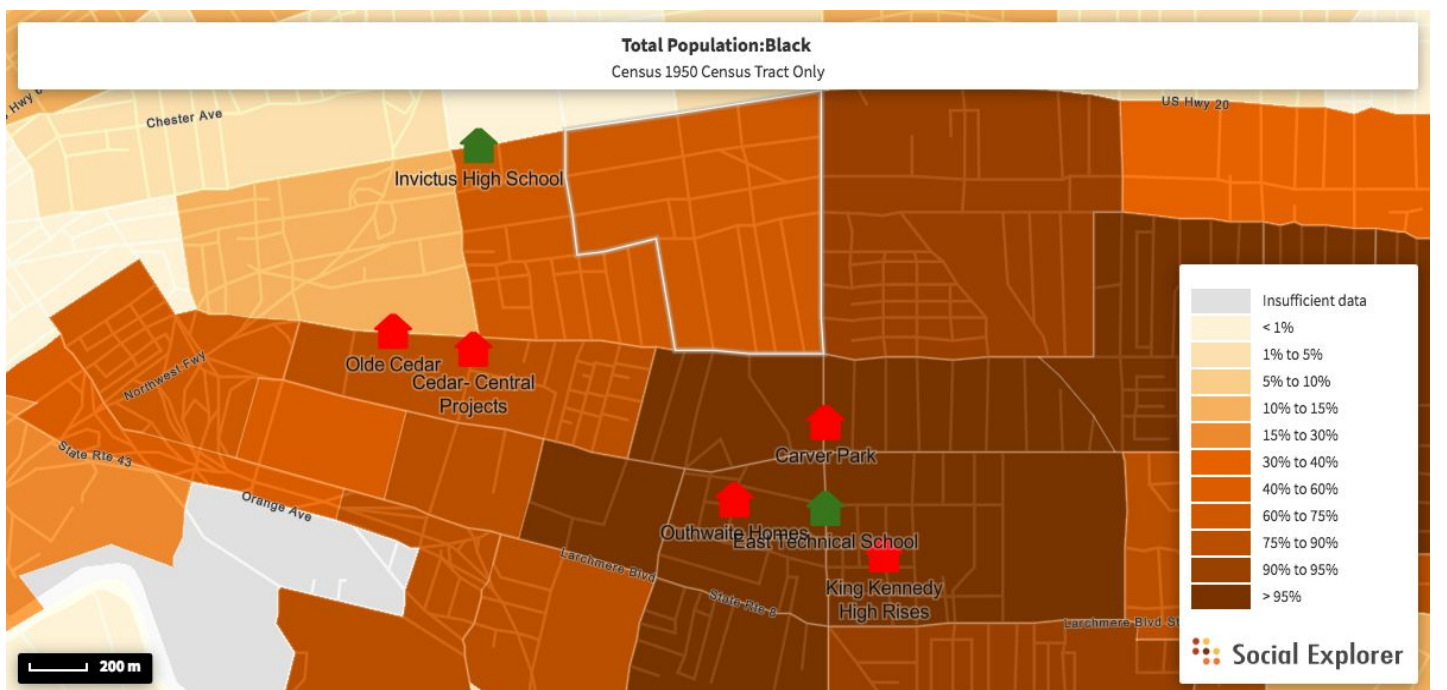 Total Population:Black
Census 1950 Census Tract Only
US Hwy 20
Chester Ave
Invictus High School
Olde Cedar
Cedar- Central
Projects
Northwest Fwy
State Rte 43
Orange Ave
Carver Park
Outhwaite Homes
East Technical School
King Kennedy
High Rises
Larchmere Blvd
State Rte 8
Larchmere Blvd St
Insufficient data
< 1%
1% to 5%
5% to 10%
10% to 15%
15% to 30%
30% to 40%
40% to 60%
60% to 75%
75% to 90%
90% to 95%
> 95%
Social Explorer
200 m